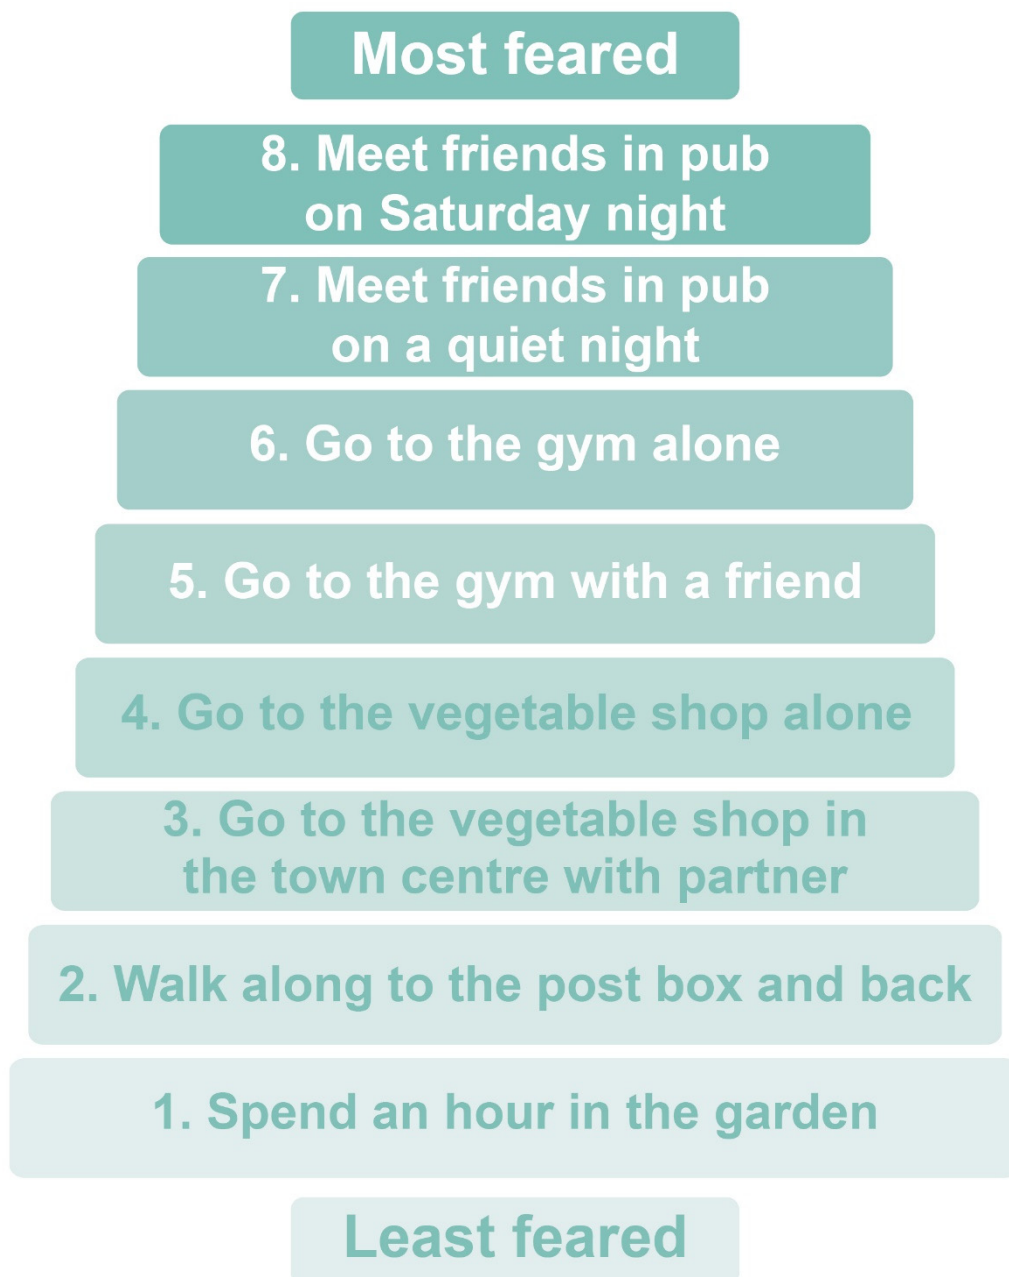 Most feared
8. Meet friends in pub
on Saturday night
7. Meet friends in pub
on a quiet night
6. Go to the gym alone
5. Go to the gym with a friend
4. Go to the vegetable shop alone
3. Go to the vegetable shop in
the town centre with partner
2. Walk along to the post box and back
1. Spend an hour in the garden
Least feared